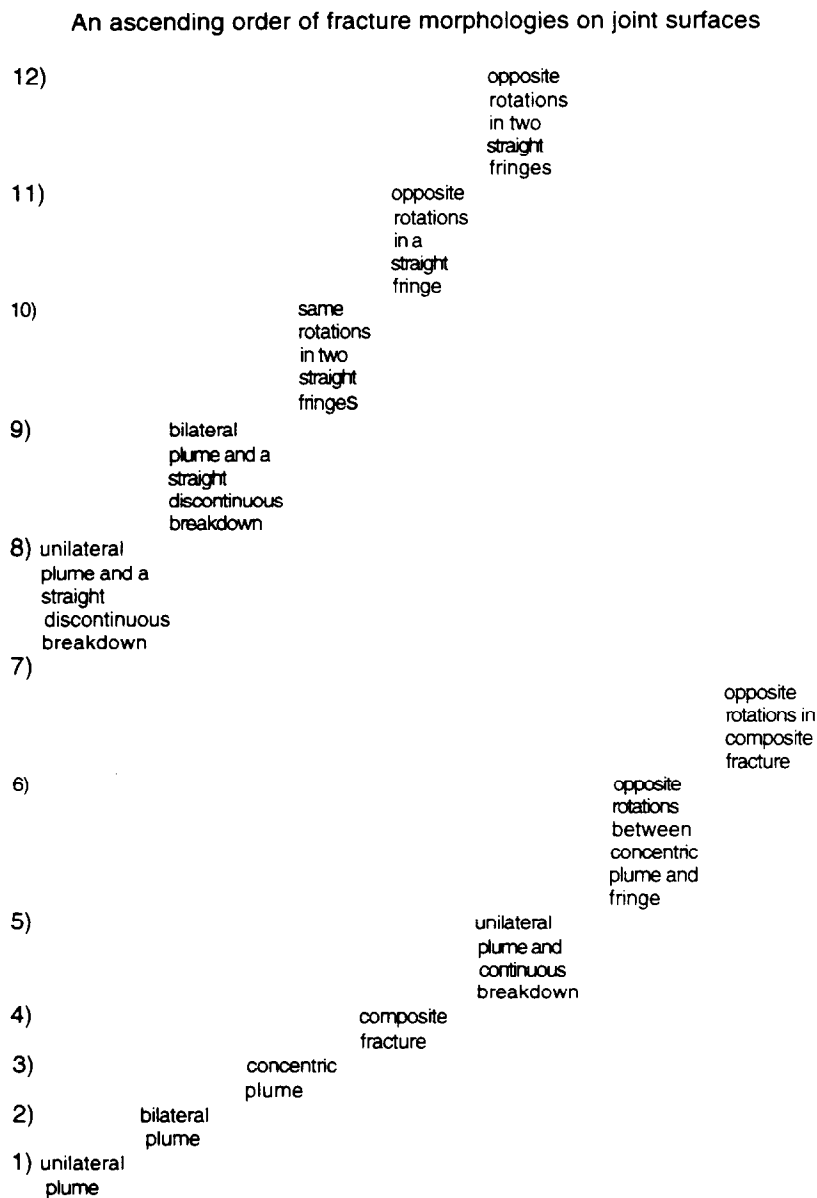 An ascending order of fracture morphologies on joint surfaces
12) opposite
rotations
in two
straight
fringes
11) opposite
rotations
in a
straight
fringe
10) same
rotations
in two
straight
fringes
9) bilateral
plume and a
straight
discontinuous
breakdown
8) unilateral
plume and a
straight
discontinuous
breakdown
7)
opposite
rotations in
composite
fracture
6) opposite
rotations
between
concentric
plume and
fringe
5) unilateral
plume and
continuous
breakdown
4) composite
fracture
3) concentric
plume
2) bilateral
plume
1) unilateral
plume